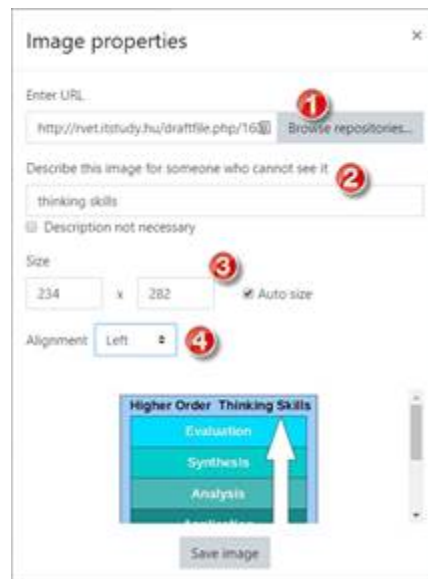 Image properties
×
Enter URL
1
http://nvet.itstudy.hu/draftfile.php/16
Browse repositories...
Describe this image for someone who cannot see it
2
thinking skills
Description not necessary
Size
3
234 x 282 Auto size
Alignment Left 4
Higher Order Thinking Skills
Evaluation
Synthesis
Analysis
Application
Save image